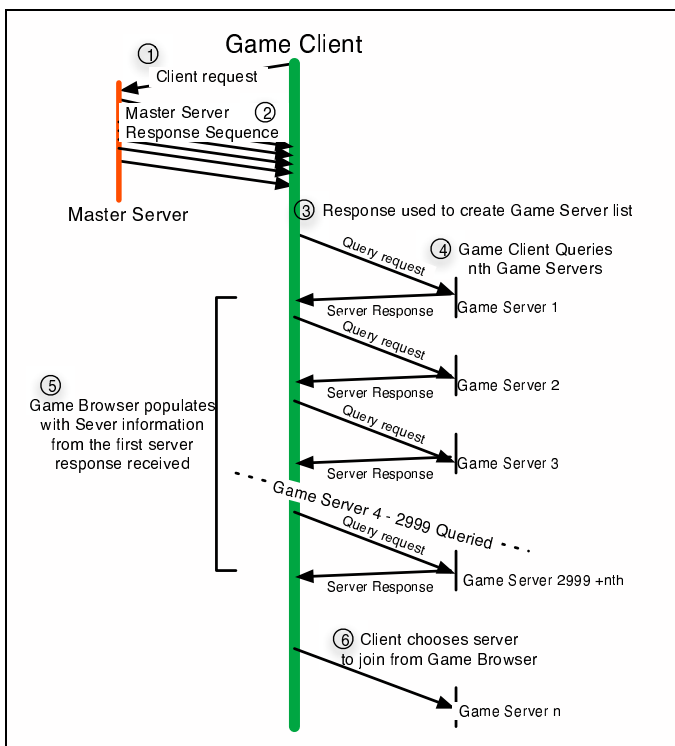 Game Client
1
Client request
Master Server 2
Response Sequence
Master Server
3 Response used to create Game Server list
Query request
4 Game Client Queries
nth Game Servers
Server Response
Game Server 1
Query request
Server Response
Game Server 2
5
Game Browser populates
with Sever information
from the first server
response received
Query request
Server Response
Game Server 3
Game Server 4 - 2999 Queried
Query request
Server Response
Game Server 2999 +nth
6 Client chooses server
to join from Game Browser
Game Server n